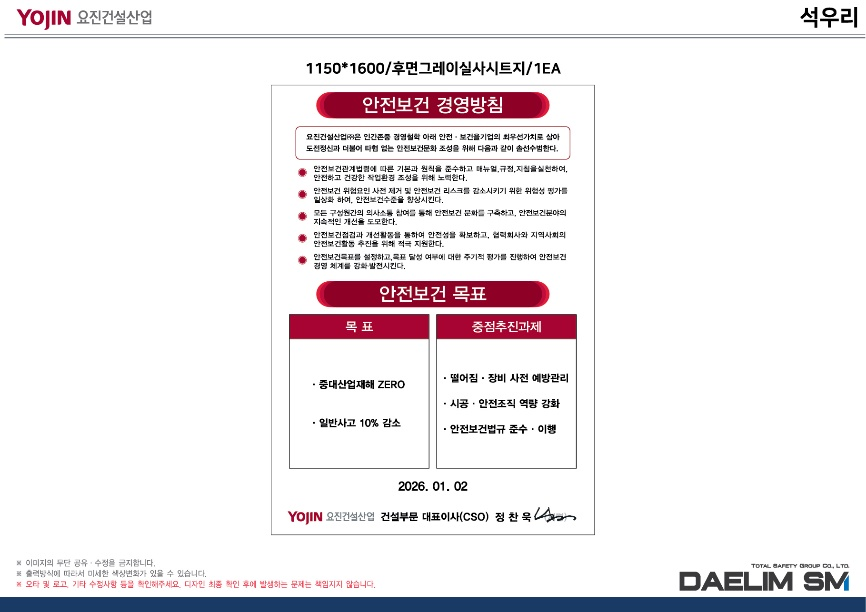 YOJIN 요진건설산업
석우리
1150*1600/후면그레이실사시트지/1EA
안전보건 경영방침
요진건설산업㈜은 인간존중 경영철학 아래 안전·보건을기업의 최우선가치로 삼아
도전정신과 더불어 타협 없는 안전보건문화 조성을 위해 다음과 같이 솔선수범한다.
안전보건관계법령에 따른 기본과 원칙을 준수하고 매뉴얼,규정,지침을실천하여,
안전하고 건강한 작업환경 조성을 위해 노력한다.
안전보건 위험요인 사전 제거 및 안전보건 리스크를 감소시키기 위한 위험성 평가를
일상화 하여, 안전보건수준을 향상시킨다.
모든 구성원간의 의사소통 참여를 통해 안전보건 문화를 구축하고, 안전보건분야의
지속적인 개선을 도모한다.
안전보건점검과 개선활동을 통하여 안전성을 확보하고, 협력회사와 지역사회의
안전보건활동 추진을 위해 적극 지원한다.
안전보건목표를 설정하고,목표 달성 여부에 대한 주기적 평가를 진행하여 안전보건
경영 체계를 강화·발전시킨다.
안전보건 목표
목 표
중점추진과제
· 중대산업재해 ZERO
· 일반사고 10% 감소
· 떨어짐 · 장비 사전 예방관리
· 시공 · 안전조직 역량 강화
· 안전보건법규 준수 · 이행
2026. 01. 02
YOJIN 요진건설산업 건설부문 대표이사(CSO) 정 찬 욱
※ 이미지의 무단 공유·수정을 금지합니다.
※ 출력방식에 따라서 미세한 색상변화가 있을 수 있습니다.
※ 오타 및 로고, 기타 수정사항 등을 확인해주세요. 디자인 최종 확인 후에 발생하는 문제는 책임지지 않습니다.
TOTAL SAFETY GROUP CO., LTD.
DAELIM SM